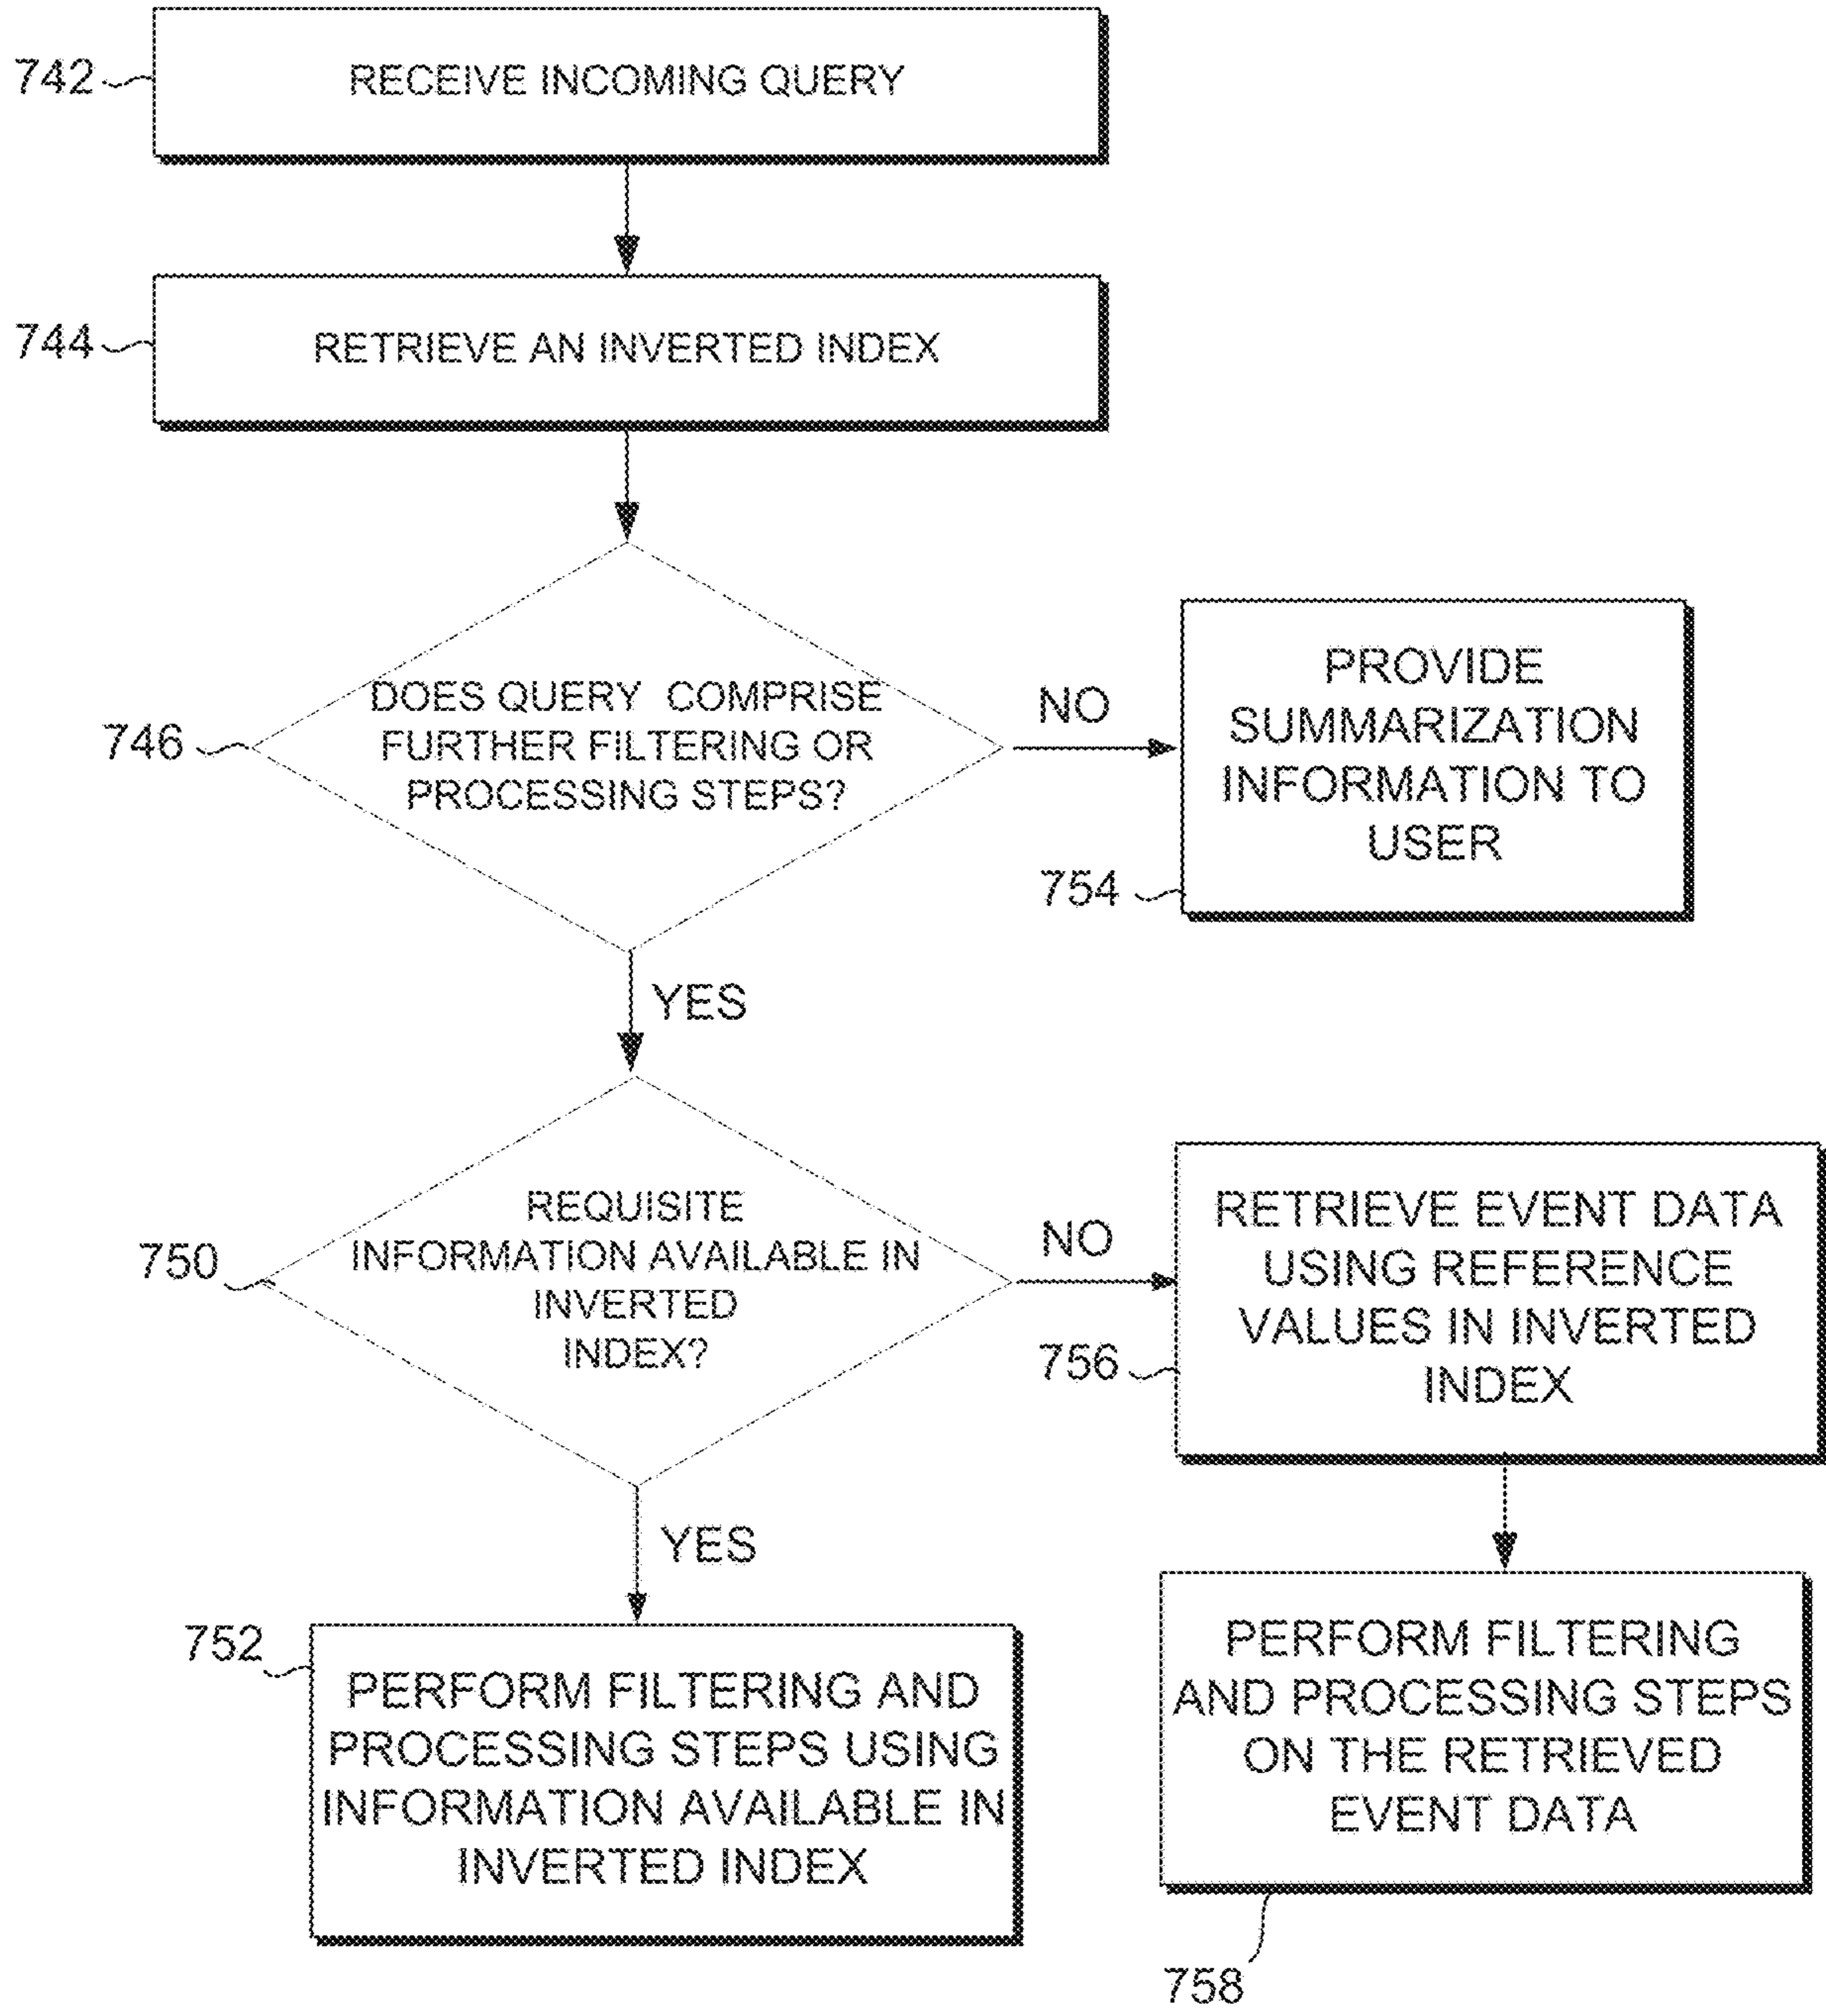 742
RECEIVE INCOMING QUERY
744
RETRIEVE AN INVERTED INDEX
746
DOES QUERY COMPRISE
FURTHER FILTERING OR
PROCESSING STEPS?
NO
PROVIDE
SUMMARIZATION
INFORMATION TO
USER
754
YES
750
REQUISITE
INFORMATION AVAILABLE IN
INVERTED
INDEX?
NO
756
RETRIEVE EVENT DATA
USING REFERENCE
VALUES IN INVERTED
INDEX
YES
752
PERFORM FILTERING AND
PROCESSING STEPS USING
INFORMATION AVAILABLE IN
INVERTED INDEX
PERFORM FILTERING
AND PROCESSING STEPS
ON THE RETRIEVED
EVENT DATA
758